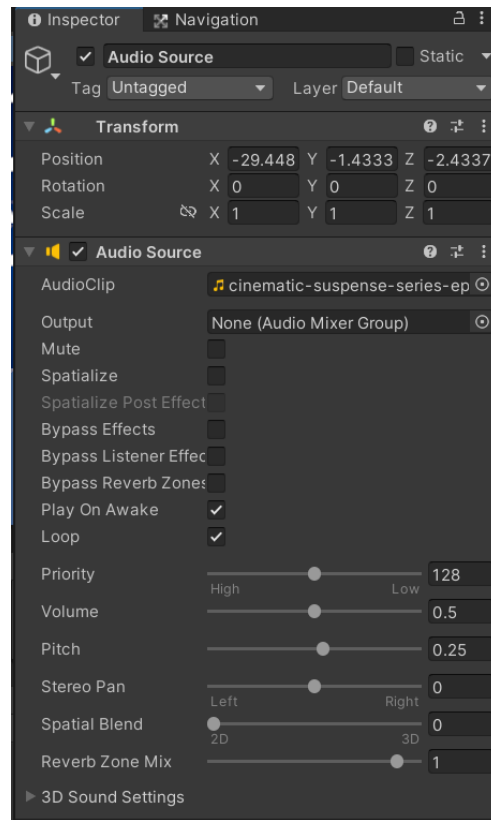 Inspector Navigation
Audio Source Static
Tag Untagged Layer Default
Transform
Position X -29.448 Y -1.4333 Z -2.4337
Rotation X 0 Y 0 Z 0
Scale X 1 Y 1 Z 1
Audio Source
AudioClip cinematic-suspense-series-ep
Output None (Audio Mixer Group)
Mute
Spatialize
Spatialize Post Effect
Bypass Effects
Bypass Listener Effec
Bypass Reverb Zones
Play On Awake
Loop
Priority 128
High Low
Volume 0.5
Pitch 0.25
Stereo Pan 0
Left Right
Spatial Blend 0
2D 3D
Reverb Zone Mix 1
3D Sound Settings